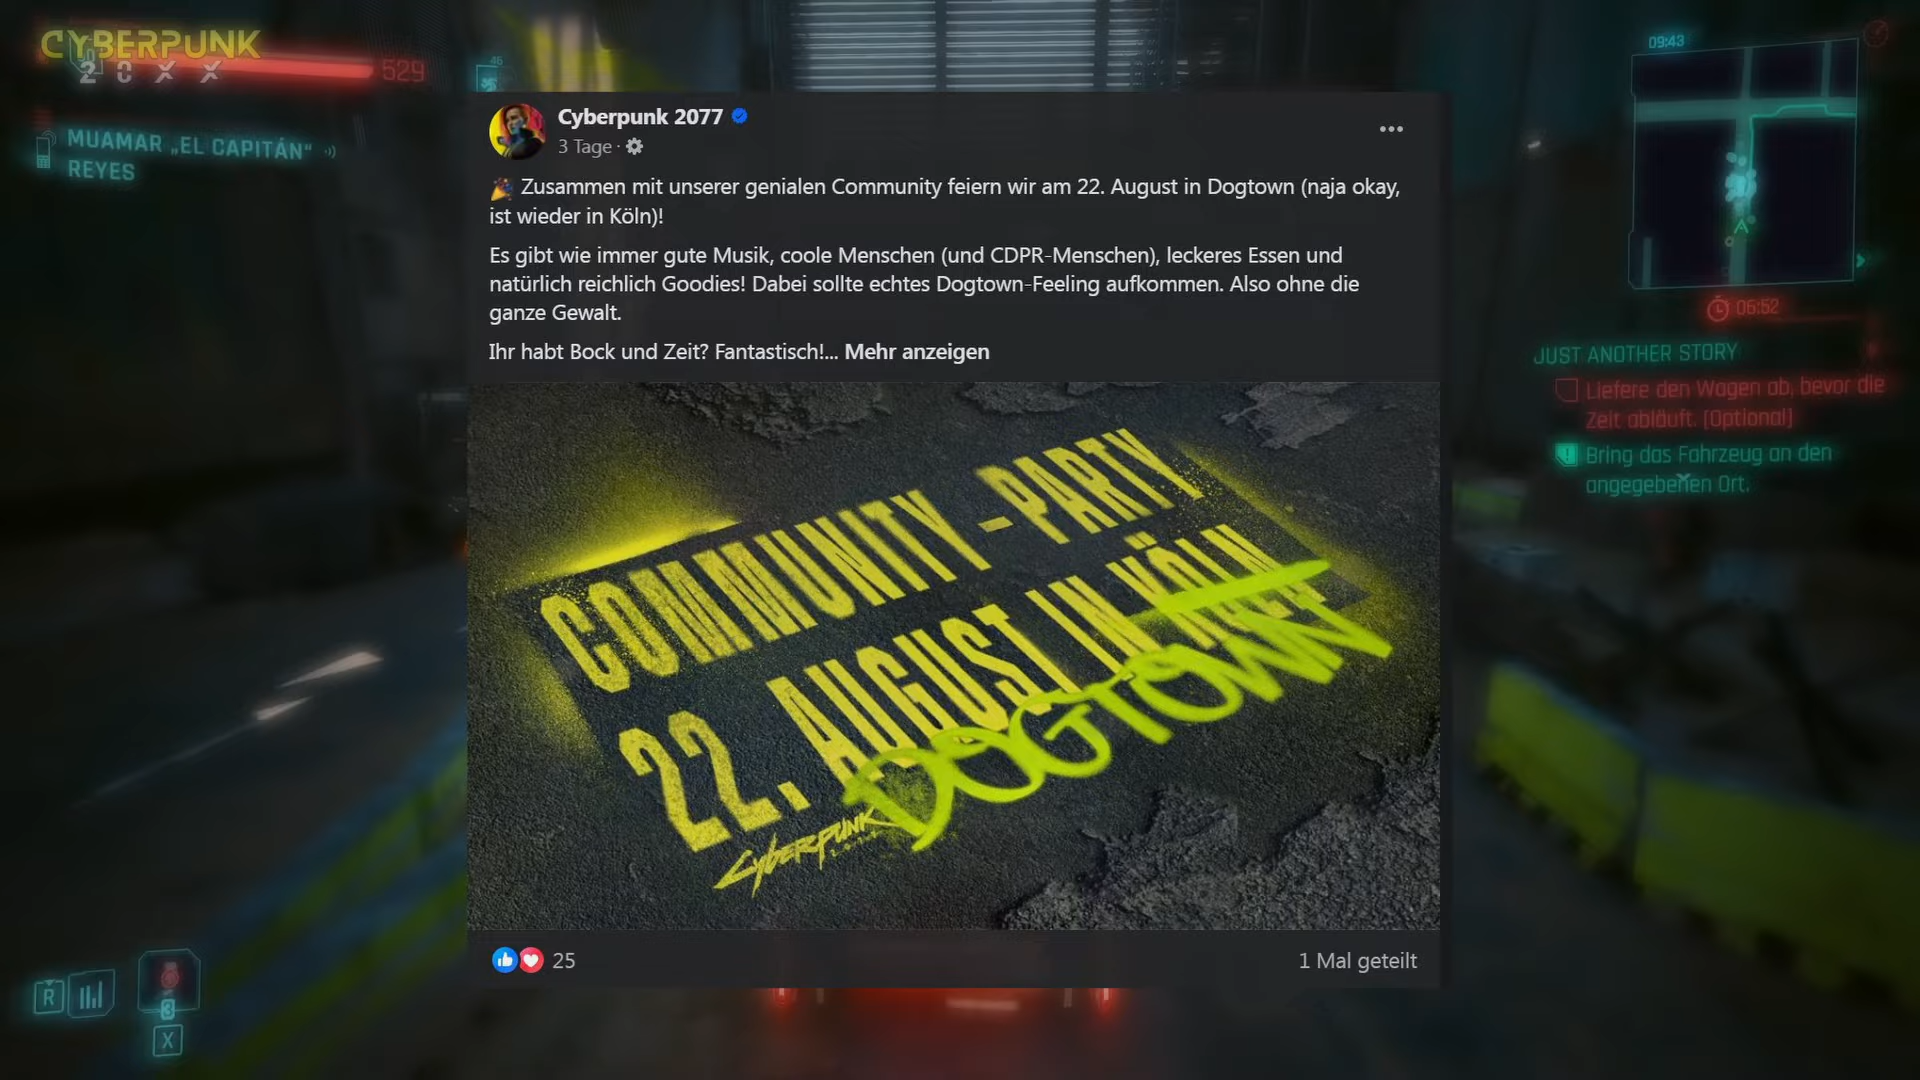 CYBERPUNK
20XX
529
46
MUAMAR „EL CAPITÁN“
REYES
Cyberpunk 2077
3 Tage ·
Zusammen mit unserer genialen Community feiern wir am 22. August in Dogtown (naja okay,
ist wieder in Köln)!
Es gibt wie immer gute Musik, coole Menschen (und CDPR-Menschen), leckeres Essen und
natürlich reichlich Goodies! Dabei sollte echtes Dogtown-Feeling aufkommen. Also ohne die
ganze Gewalt.
Ihr habt Bock und Zeit? Fantastisch!... Mehr anzeigen
COMMUNITY-PARTY
22. AUGUST IN KÖLN
DOGTOWN
CYBERPUNK
25
1 Mal geteilt
09:43
06:52
JUST ANOTHER STORY
Liefere den Wagen ab, bevor die
Zeit abläuft. [Optional]
Bring das Fahrzeug an den
angegebenen Ort.
R
3
X